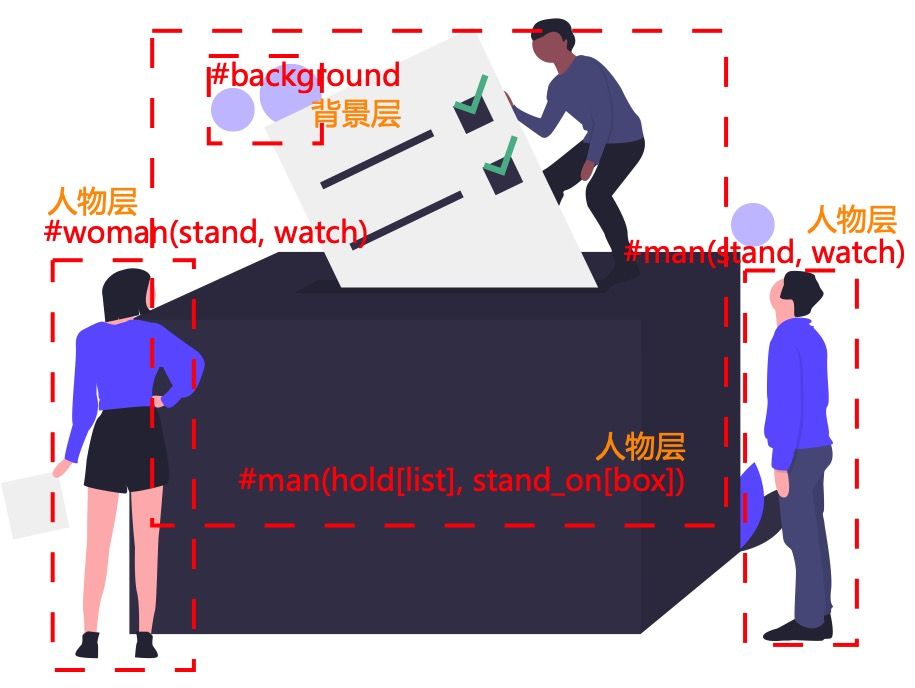 #background
背景层
人物层
#woman(stand, watch)
人物层
#man(stand, watch)
人物层
#man(hold[list], stand_on[box])